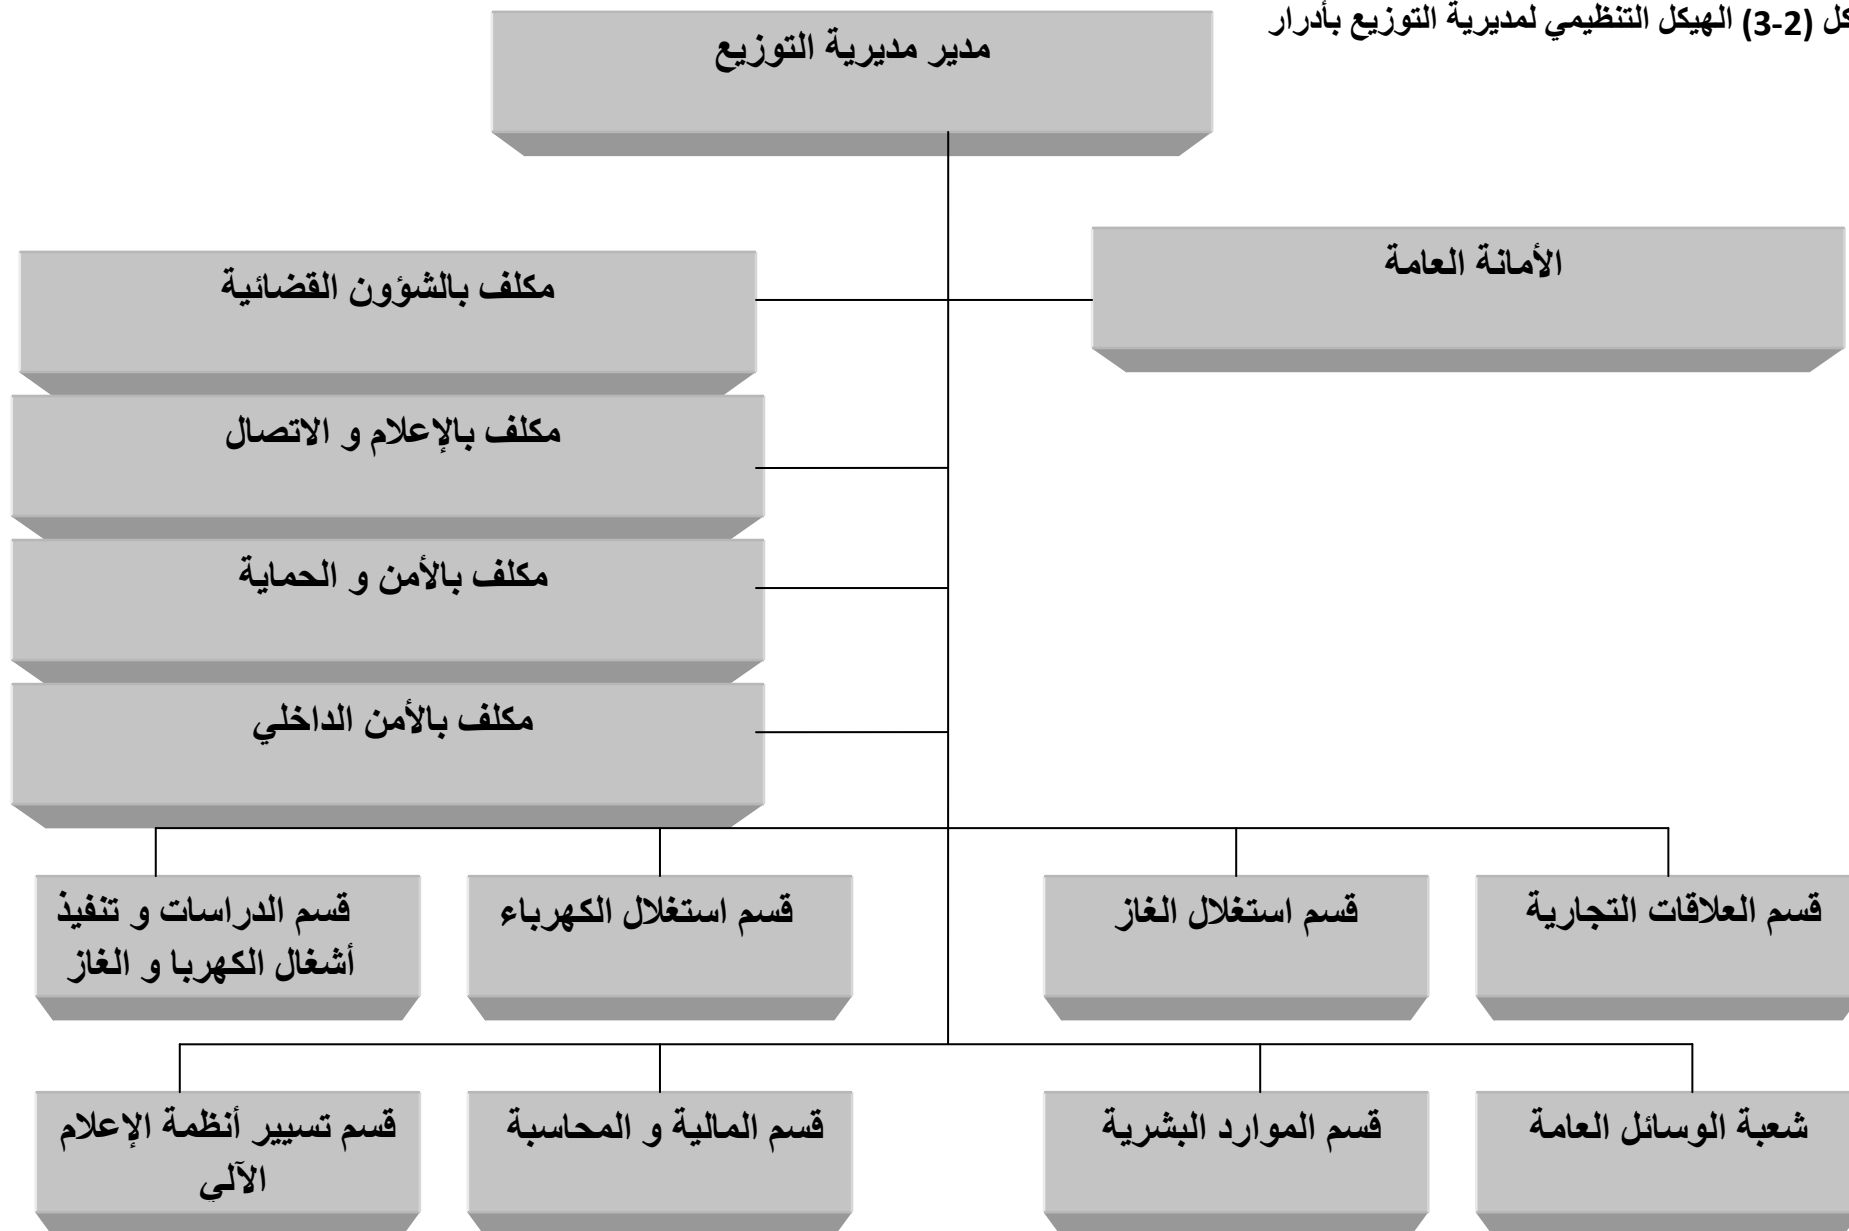 كل (2-3) الهيكل التنظيمي لمديرية التوزيع بأدرار
مدير مديرية التوزيع
الأمانة العامة
مكلف بالشؤون القضائية
مكلف بالإعلام و الاتصال
مكلف بالأمن و الحماية
مكلف بالأمن الداخلي
قسم العلاقات التجارية
قسم استغلال الغاز
قسم استغلال الكهرباء
قسم الدراسات و تنفيذ
أشغال الكهربا و الغاز
شعبة الوسائل العامة
قسم الموارد البشرية
قسم المالية و المحاسبة
قسم تسيير أنظمة الإعلام
الآلي